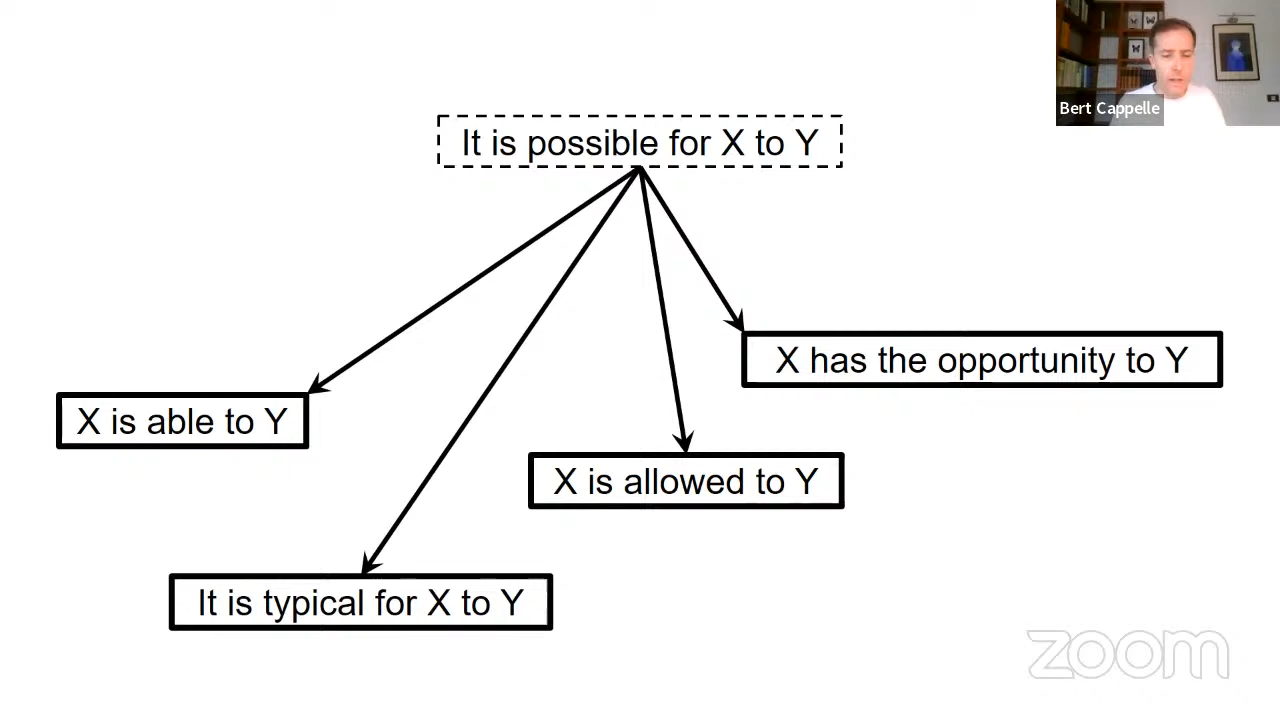 Bert Cappelle
It is possible for X to Y
X has the opportunity to Y
X is able to Y
X is allowed to Y
It is typical for X to Y
zoom